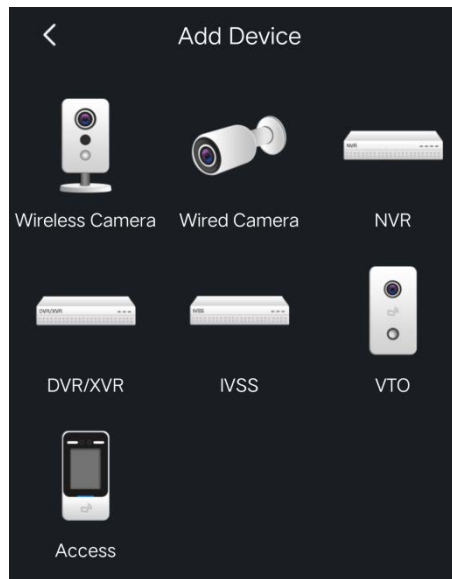 Add Device
Wireless Camera Wired Camera NVR
DVR/XVR IVSS VTO
Access